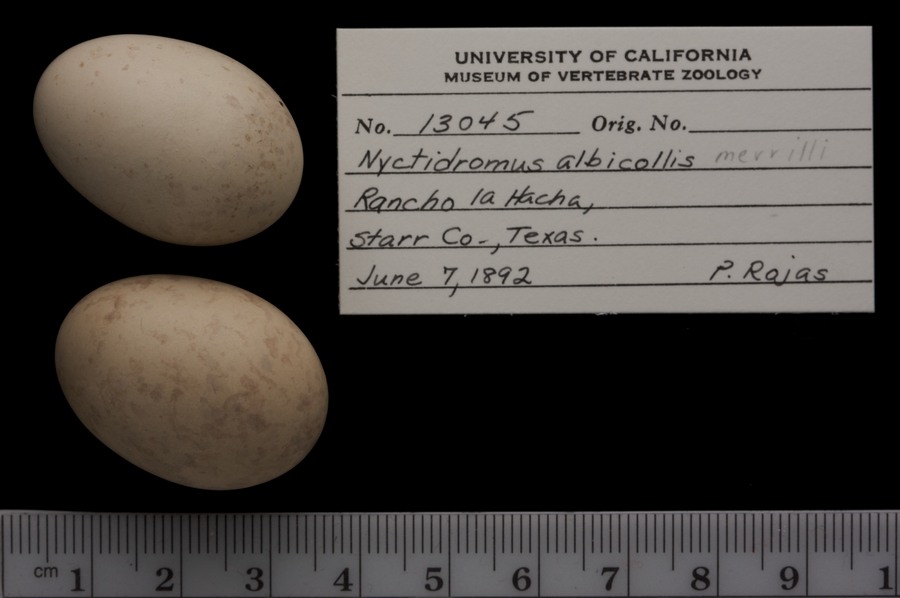 UNIVERSITY OF CALIFORNIA
MUSEUM OF VERTEBRATE ZOOLOGY
No. 13045 Orig. No.
Nyctidromus albicollis merrilli
Rancho la Hacha,
Starr Co., Texas.
June 7, 1892 P. Rojas
cm 1 2 3 4 5 6 7 8 9 1